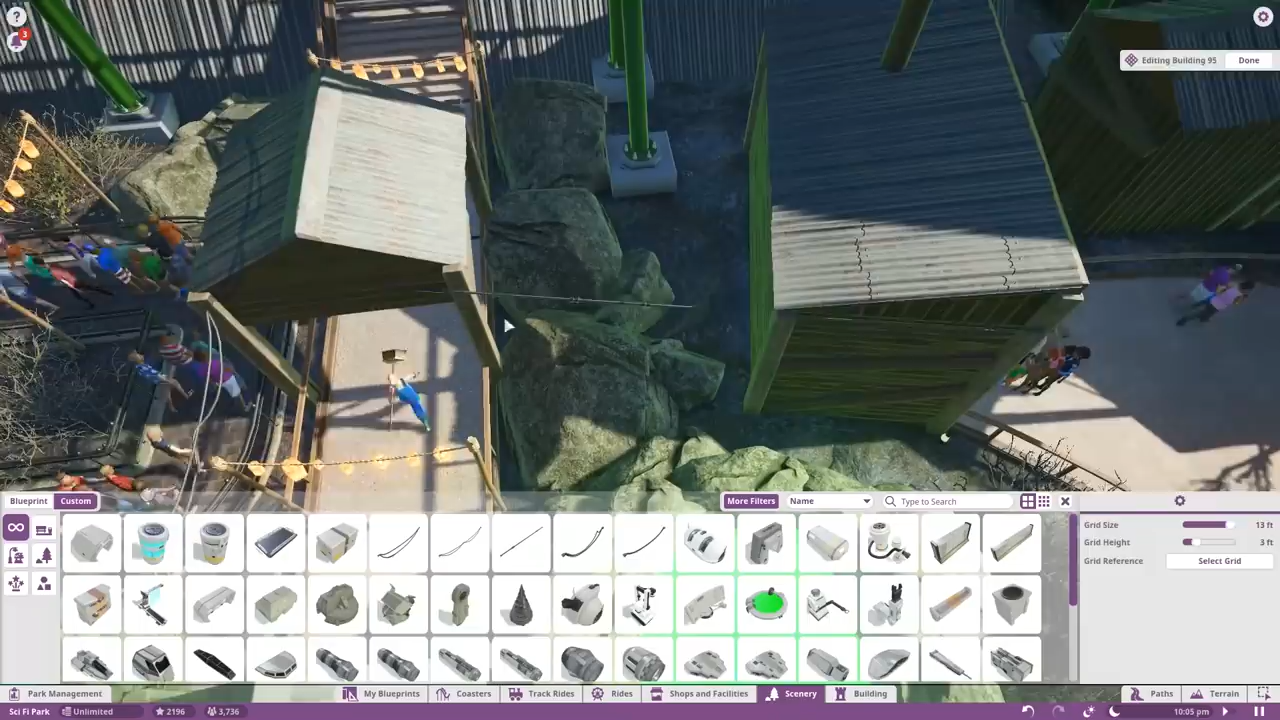 ?
3
Editing Building 95
Done
Blueprint
Custom
More Filters
Name
Type to Search
Grid Size
13 ft
Grid Height
3 ft
Grid Reference
Select Grid
Park Management
My Blueprints
Coasters
Track Rides
Rides
Shops and Facilities
Scenery
Building
Paths
Terrain
Sci Fi Park
Unlimited
2196
3,736
10:05 pm